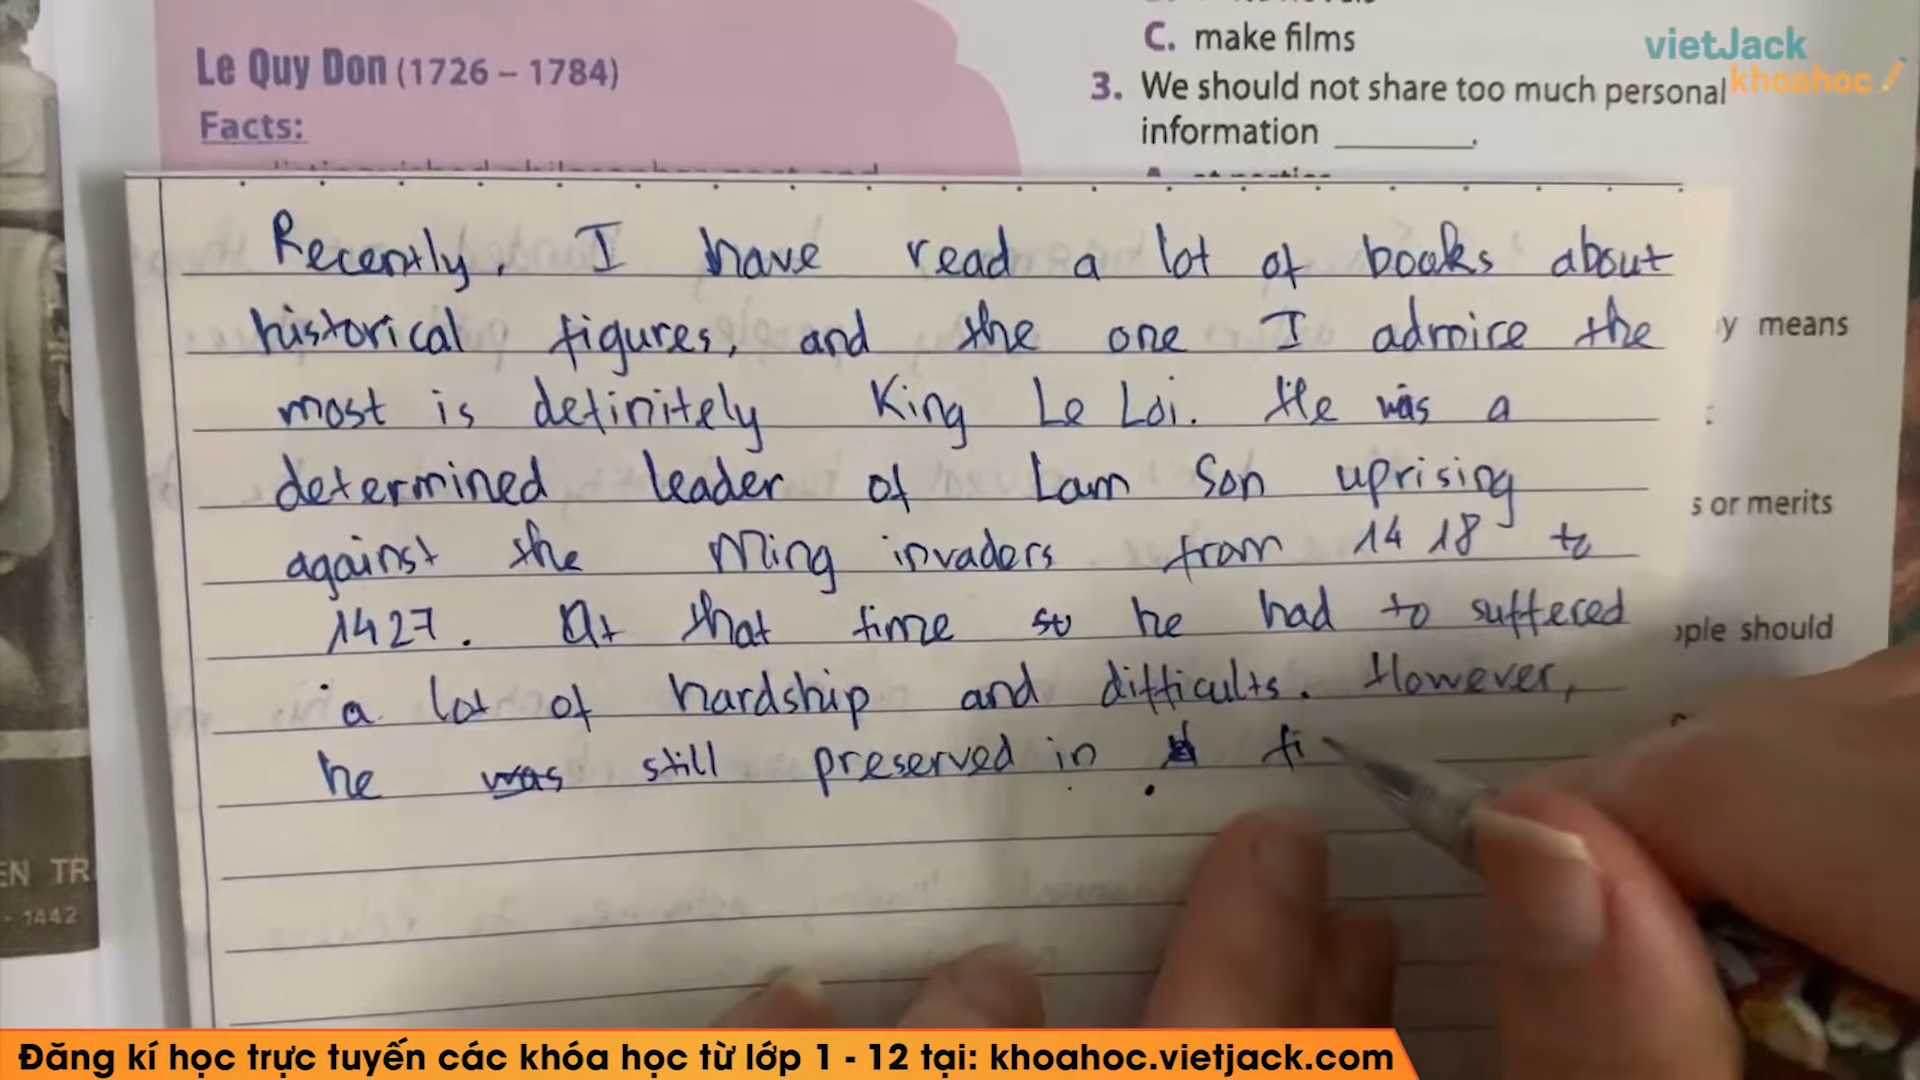 Le Quy Don (1726 – 1784)
Facts:
C. make films
3. We should not share too much personal
information ________.
vietJack
khoahoc
Recently, I have read a lot of books about
historical figures, and the one I admire the
most is definitely King Le Loi. He was a
determined leader of Lam Son uprising
against the Ming invaders from 1418 to
1427. At that time so he had to suffered
a lot of hardship and difficults. However,
he was still preserved in fi
y means
:
s or merits
ople should
EN TR
- 1442
Đăng kí học trực tuyến các khóa học từ lớp 1 - 12 tại: khoahoc.vietjack.com